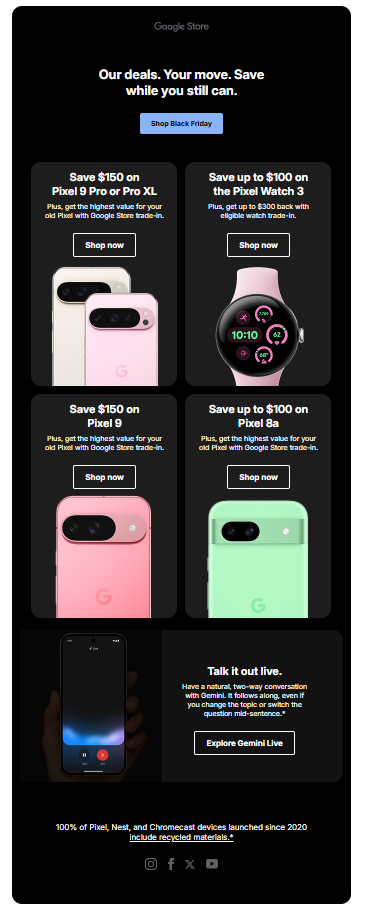 Google Store
Our deals. Your move. Save
while you still can.
Shop Black Friday
Save $150 on
Pixel 9 Pro or Pro XL
Plus, get the highest value for your
old Pixel with Google Store trade-in.
Shop now
Save up to $100 on
the Pixel Watch 3
Plus, get up to $300 back with
eligible watch trade-in.
Shop now
10:10
62
68°
Save $150 on
Pixel 9
Plus, get the highest value for your
old Pixel with Google Store trade-in.
Shop now
Save up to $100 on
Pixel 8a
Plus, get the highest value for your
old Pixel with Google Store trade-in.
Shop now
Live
Talk it out live.
Have a natural, two-way conversation
with Gemini. It follows along, even if
you change the topic or switch the
question mid-sentence.*
Explore Gemini Live
100% of Pixel, Nest, and Chromecast devices launched since 2020
include recycled materials.*